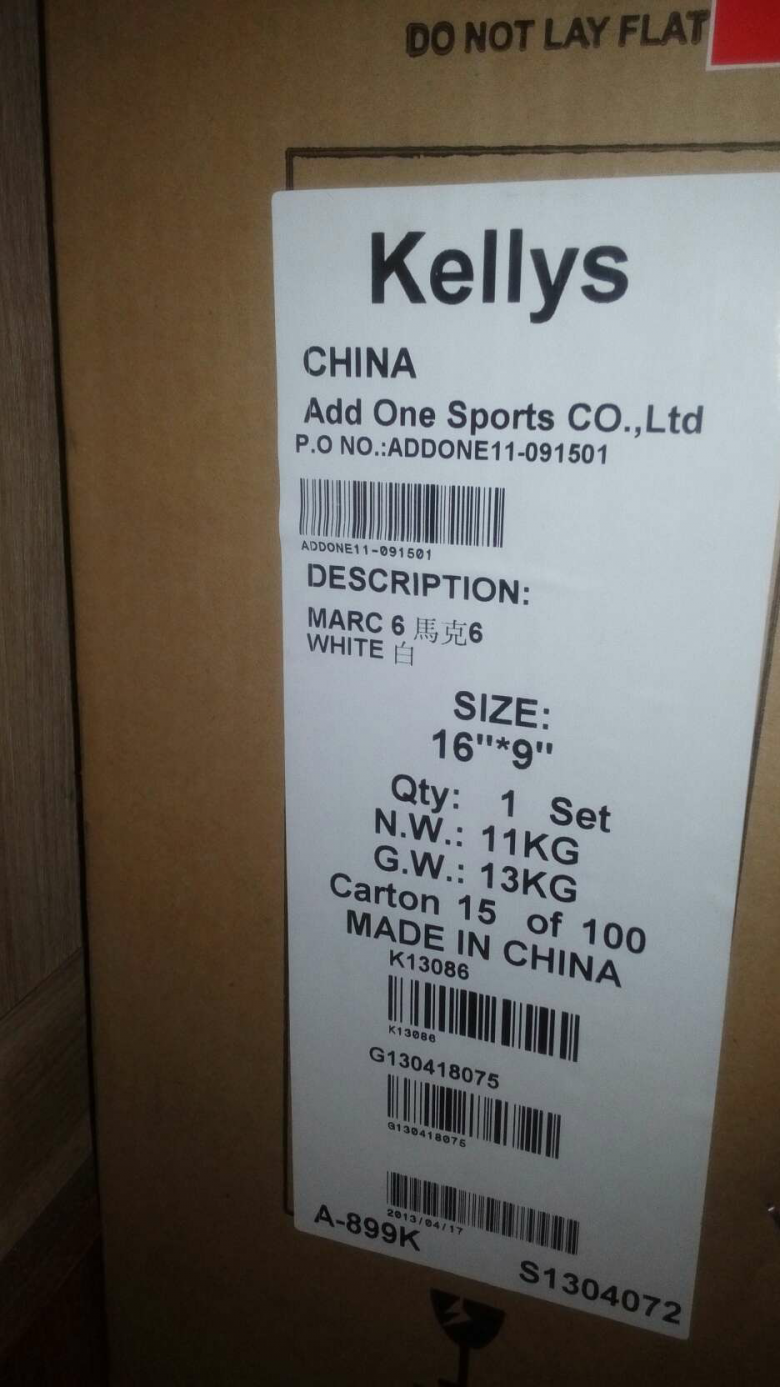 DO NOT LAY FLAT
Kellys
CHINA
Add One Sports CO.,Ltd
P.O NO.:ADDONE11-091501
ADDONE11-091501
DESCRIPTION:
MARC 6 馬克6
WHITE 白
SIZE:
16"*9"
Qty: 1 Set
N.W.: 11KG
G.W.: 13KG
Carton 15 of 100
MADE IN CHINA
K13086
K13086
G130418075
G130418075
2013/04/17
A-899K
S1304072